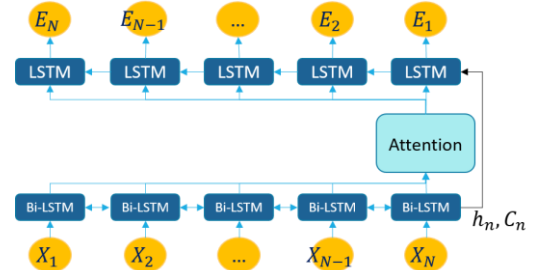 E_N E_{N-1} ... E_2 E_1
LSTM LSTM LSTM LSTM LSTM
Attention
Bi-LSTM Bi-LSTM Bi-LSTM Bi-LSTM Bi-LSTM
h_n, C_n
X_1 X_2 ... X_{N-1} X_N